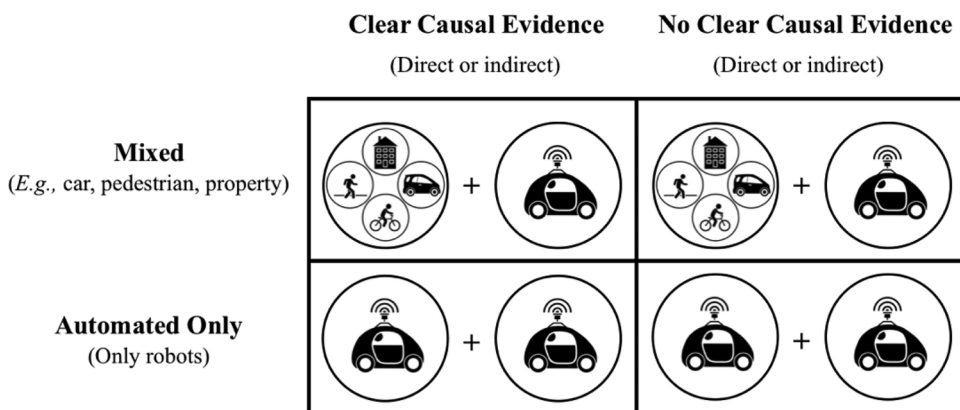 Clear Causal Evidence
(Direct or indirect)
No Clear Causal Evidence
(Direct or indirect)
Mixed
(E.g., car, pedestrian, property)
+
+
Automated Only
(Only robots)
+
+